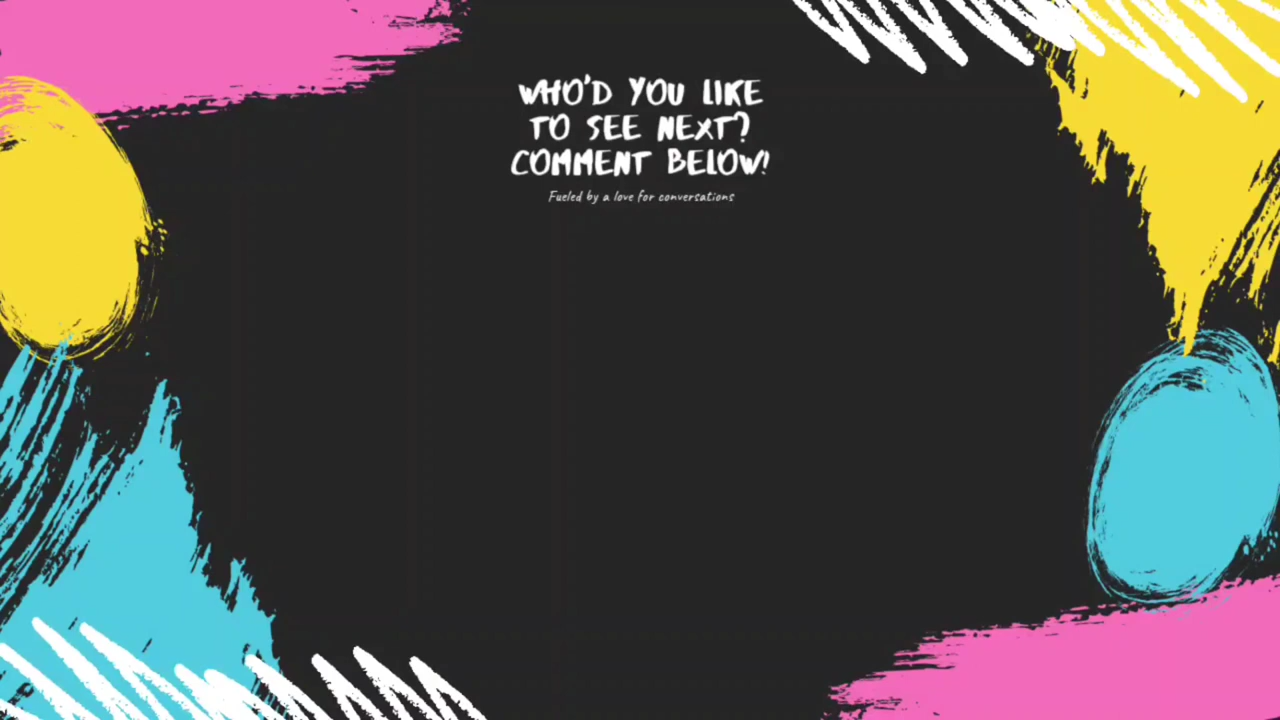 WHO'D YOU LIKE
TO SEE NEXT?
COMMENT BELOW!
Fueled by a love for conversations